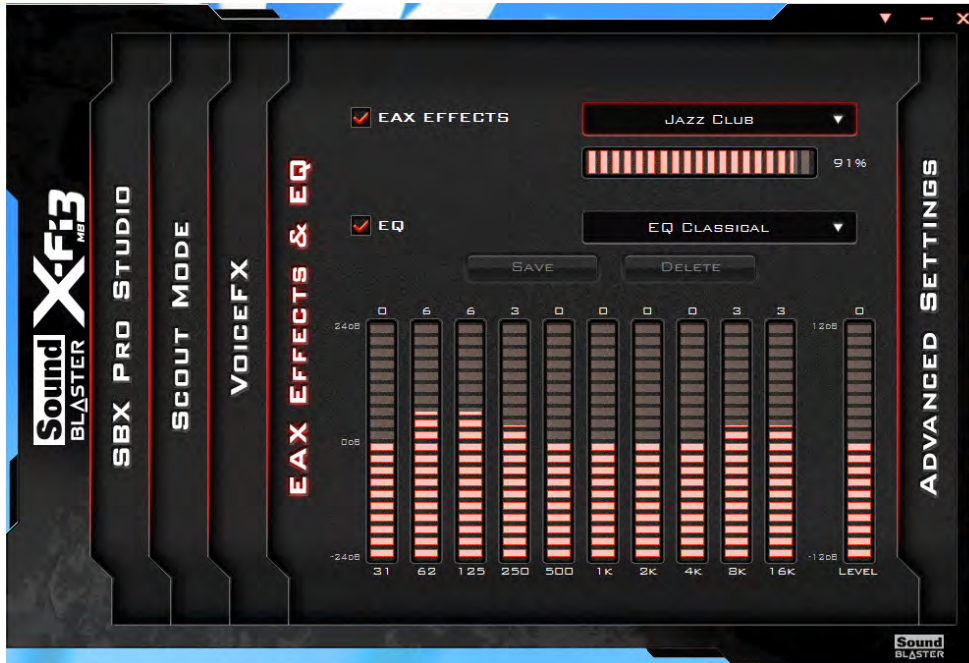 Sound
BLASTER
X-Fi3
MB
SBX Pro Studio
Scout Mode
VoiceFX
EAX Effects & EQ
EAX EFFECTS
Jazz Club
91%
EQ
EQ Classical
Save
Delete
0 6 6 3 0 0 0 0 3 3 0
24dB 12dB
0dB
-24dB -12dB
31 62 125 250 500 1K 2K 4K 8K 16K Level
Advanced Settings
Sound
BLASTER